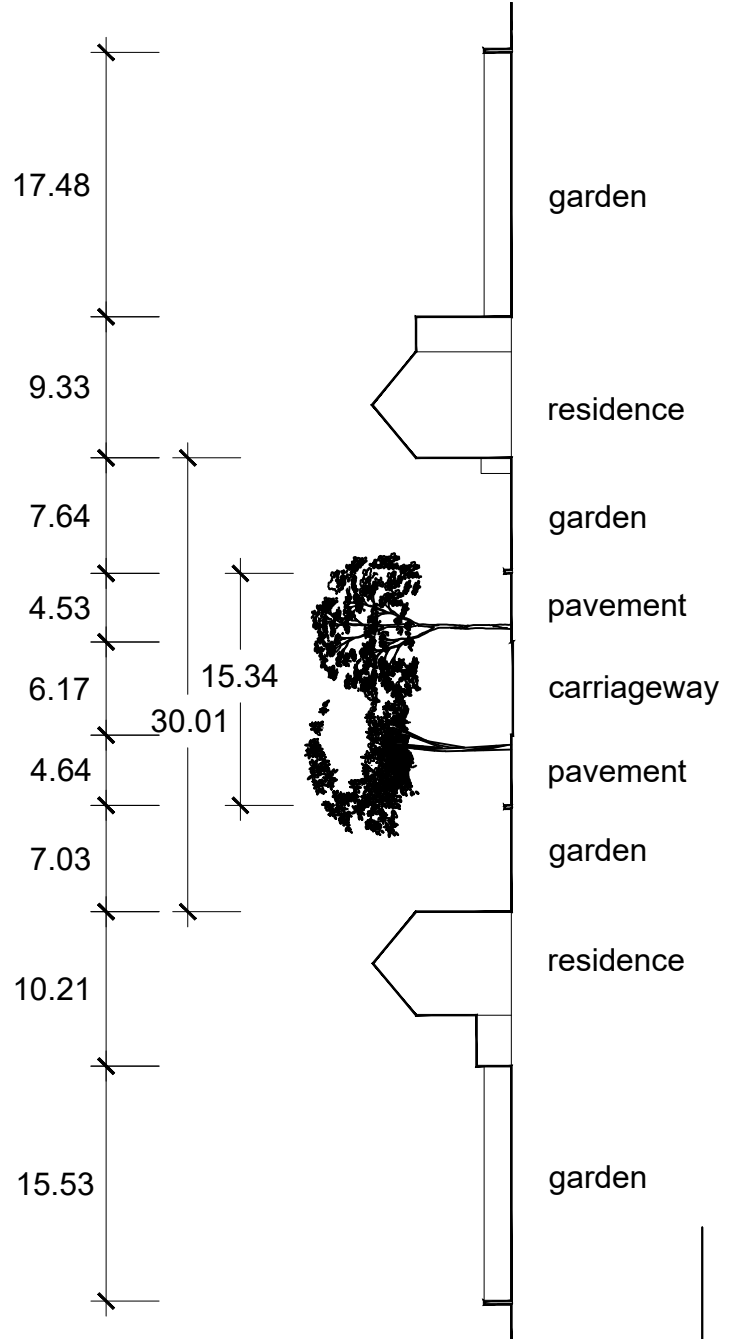 17.48 garden
9.33 residence
7.64 garden
4.53 pavement
15.34
6.17 carriageway
30.01
4.64 pavement
7.03 garden
10.21 residence
15.53 garden